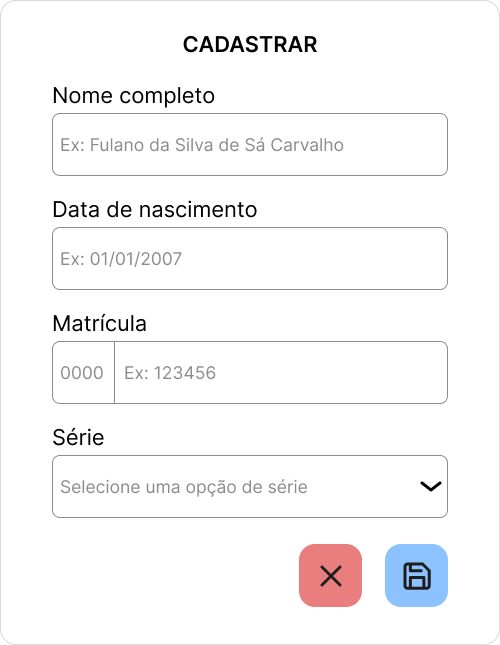 CADASTRAR
Nome completo
Ex: Fulano da Silva de Sá Carvalho
Data de nascimento
Ex: 01/01/2007
Matrícula
0000 Ex: 123456
Série
Selecione uma opção de série